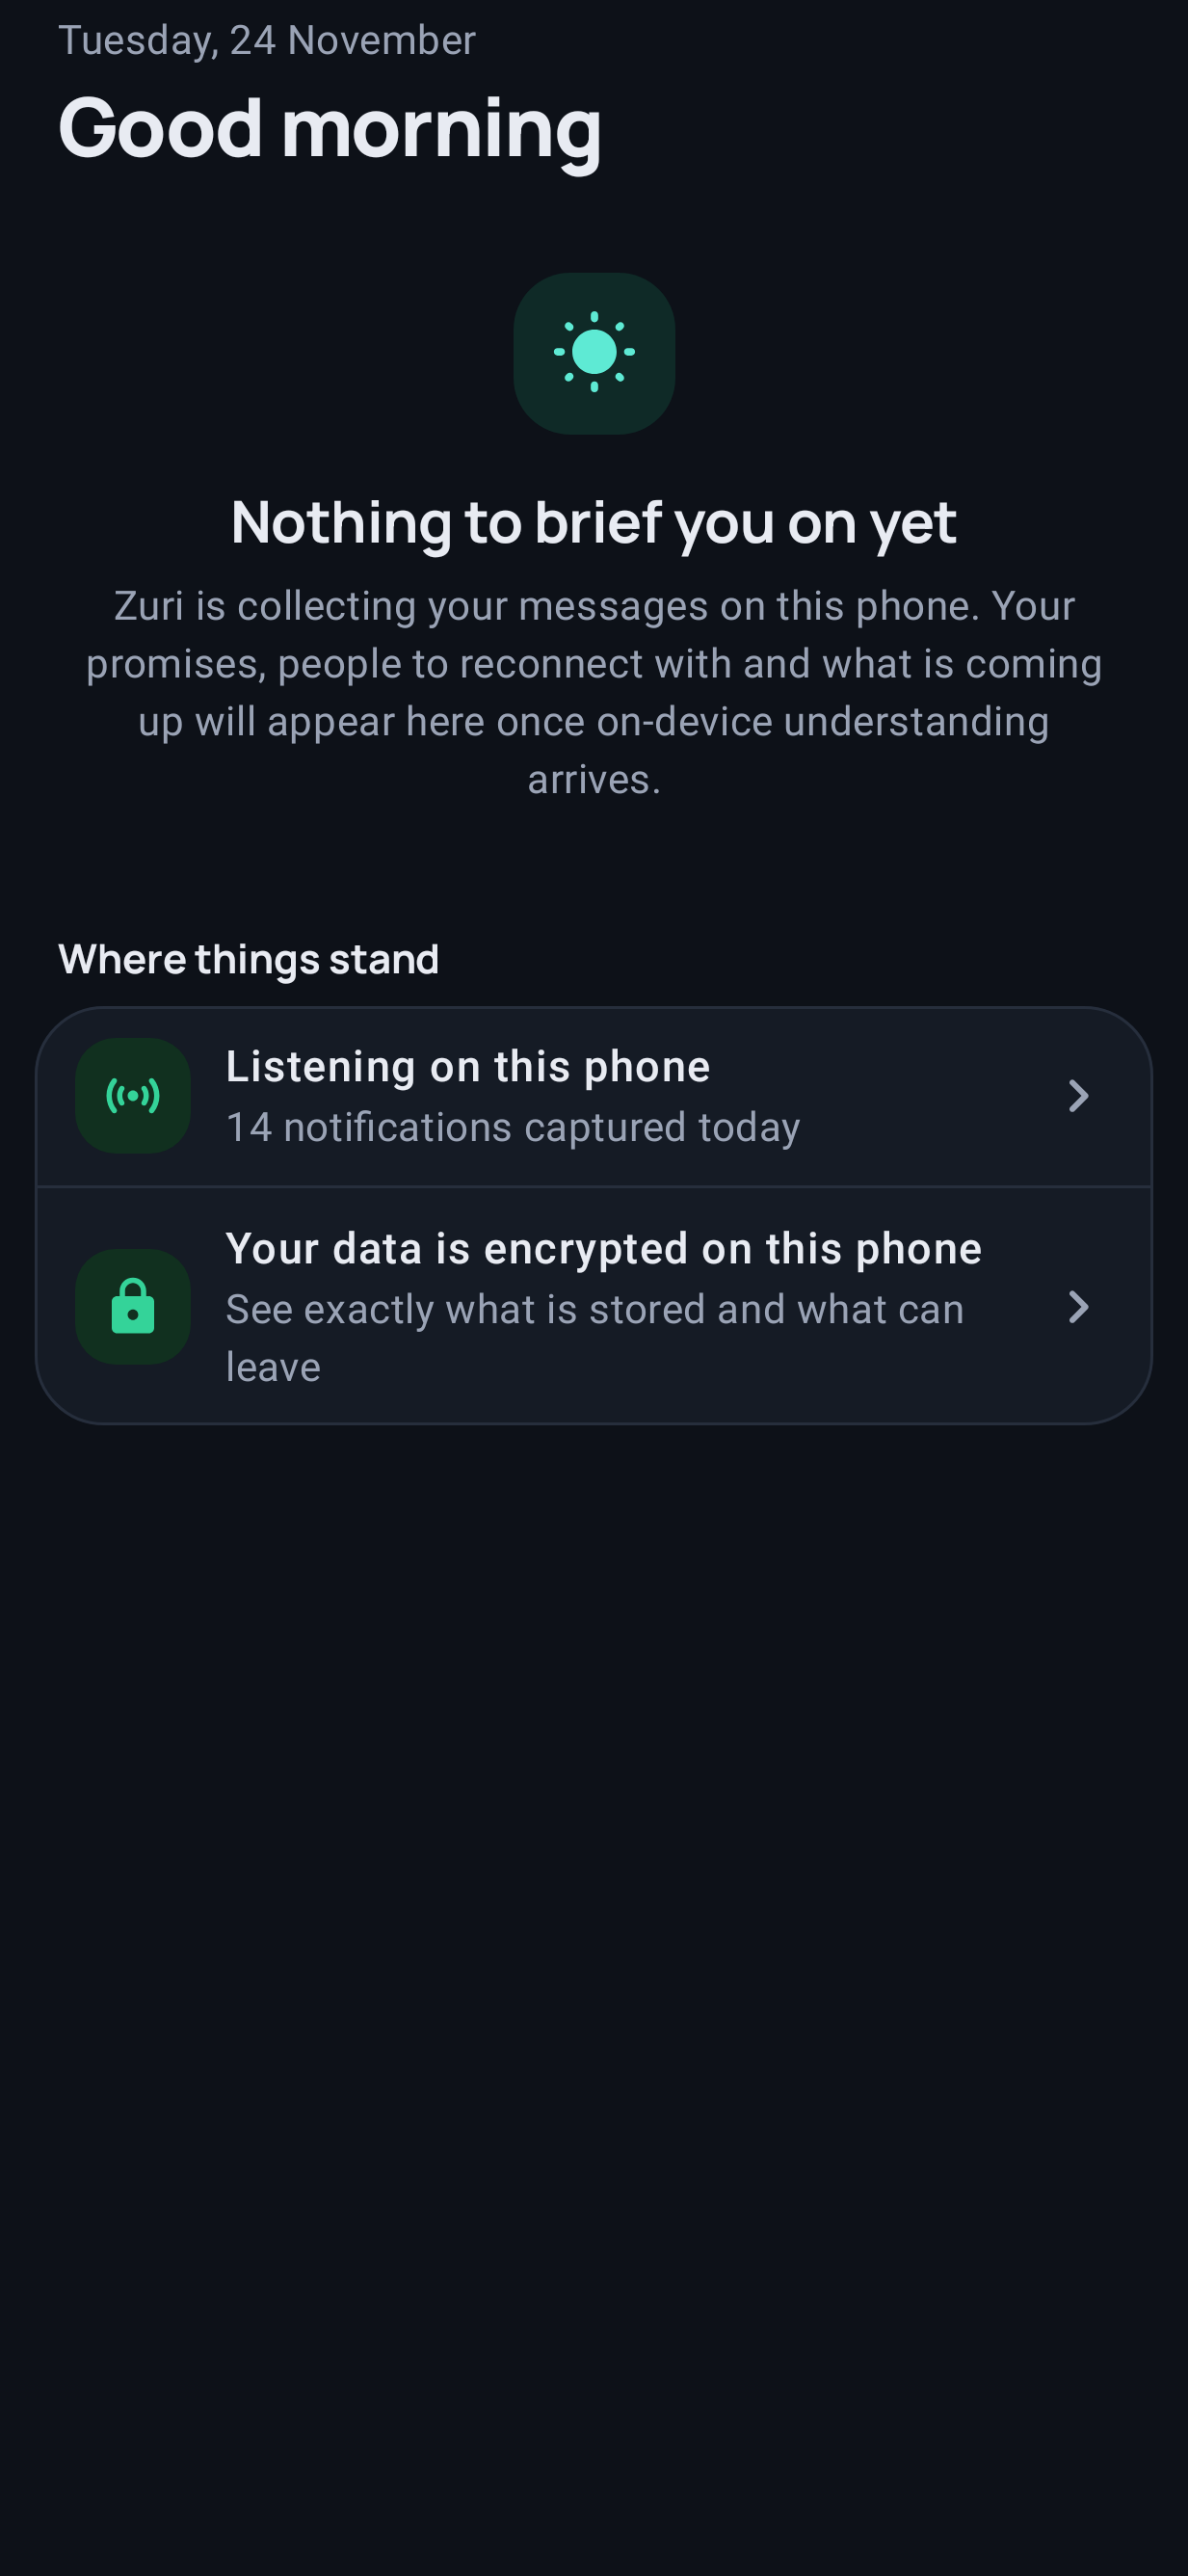 Tuesday, 24 November
Good morning
Nothing to brief you on yet
Zuri is collecting your messages on this phone. Your
promises, people to reconnect with and what is coming
up will appear here once on-device understanding
arrives.
Where things stand
Listening on this phone
14 notifications captured today
Your data is encrypted on this phone
See exactly what is stored and what can
leave